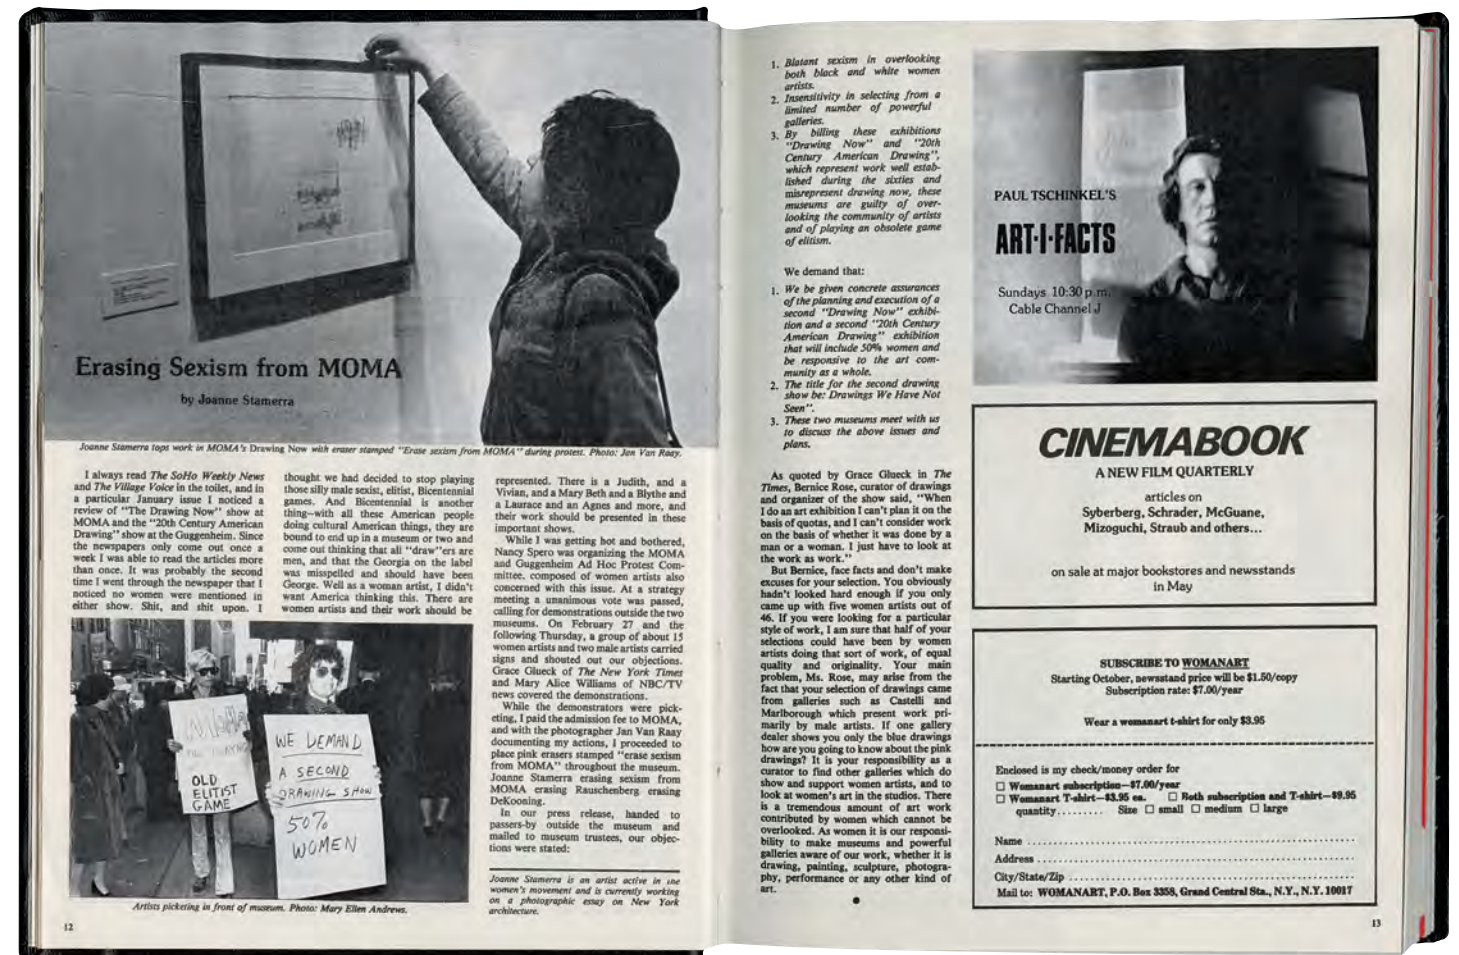 Erasing Sexism from MOMA
by Joanne Stamerra
Joanne Stamerra tops work in MOMA's Drawing Now with eraser stamped "Erase sexism from MOMA" during protest. Photo: Jan Van Raay.
I always read The SoHo Weekly News
and The Village Voice in the toilet, and in
a particular January issue I noticed a
review of "The Drawing Now" show at
MOMA and the "20th Century American
Drawing" show at the Guggenheim. Since
the newspapers only come out once a
week I was able to read the articles more
than once. It was probably the second
time I went through the newspaper that I
noticed no women were mentioned in
either show. Shit, and shit upon. I
thought we had decided to stop playing
those silly male sexist, elitist, Bicentennial
games. And Bicentennial is another
thing—with all these American people
doing cultural American things, they are
bound to end up in a museum or two and
come out thinking that all "draw"ers are
men, and that the Georgia on the label
was misspelled and should have been
George. Well as a woman artist, I didn't
want America thinking this. There are
women artists and their work should be
represented. There is a Judith, and a
Vivian, and a Mary Beth and a Blythe and
a Laurace and an Agnes and more, and
their work should be presented in these
important shows.
While I was getting hot and bothered,
Nancy Spero was organizing the MOMA
and Guggenheim Ad Hoc Protest Com-
mittee, composed of women artists also
concerned with this issue. At a strategy
meeting a unanimous vote was passed,
calling for demonstrations outside the two
museums. On February 27 and the
following Thursday, a group of about 15
women artists and two male artists carried
signs and shouted out our objections.
Grace Glueck of The New York Times
and Mary Alice Williams of NBC/TV
news covered the demonstrations.
While the demonstrators were pick-
eting, I paid the admission fee to MOMA,
and with the photographer Jan Van Raay
documenting my actions, I proceeded to
place pink erasers stamped "erase sexism
from MOMA" throughout the museum.
Joanne Stamerra erasing sexism from
MOMA erasing Rauschenberg erasing
DeKooning.
In our press release, handed to
passers-by outside the museum and
mailed to museum trustees, our objec-
tions were stated:
Joanne Stamerra is an artist active in the
women's movement and is currently working
on a photographic essay on New York
architecture.
OLD
ELITIST
GAME
WE DEMAND
A SECOND
DRAWING SHOW
50%
WOMEN
Artists picketing in front of museum. Photo: Mary Ellen Andrews.
12
1. Blatant sexism in overlooking
both black and white women
artists.
2. Insensitivity in selecting from a
limited number of powerful
galleries.
3. By billing these exhibitions
"Drawing Now" and "20th
Century American Drawing",
which represent work well estab-
lished during the sixties and
misrepresent drawing now, these
museums are guilty of over-
looking the community of artists
and of playing an obsolete game
of elitism.
We demand that:
1. We be given concrete assurances
of the planning and execution of a
second "Drawing Now" exhibi-
tion and a second "20th Century
American Drawing" exhibition
that will include 50% women and
be responsive to the art com-
munity as a whole.
2. The title for the second drawing
show be: Drawings We Have Not
Seen".
3. These two museums meet with us
to discuss the above issues and
plans.
As quoted by Grace Glueck in The
Times, Bernice Rose, curator of drawings
and organizer of the show said, "When
I do an art exhibition I can't plan it on the
basis of quotas, and I can't consider work
on the basis of whether it was done by a
man or a woman. I just have to look at
the work as work."
But Bernice, face facts and don't make
excuses for your selection. You obviously
hadn't looked hard enough if you only
came up with five women artists out of
46. If you were looking for a particular
style of work, I am sure that half of your
selections could have been by women
artists doing that sort of work, of equal
quality and originality. Your main
problem, Ms. Rose, may arise from the
fact that your selection of drawings came
from galleries such as Castelli and
Marlborough which present work pri-
marily by male artists. If one gallery
dealer shows you only the blue drawings
how are you going to know about the pink
drawings? It is your responsibility as a
curator to find other galleries which do
show and support women artists, and to
look at women's art in the studios. There
is a tremendous amount of art work
contributed by women which cannot be
overlooked. As women it is our responsi-
bility to make museums and powerful
galleries aware of our work, whether it is
drawing, painting, sculpture, photogra-
phy, performance or any other kind of
art.
PAUL TSCHINKEL'S
ART·I·FACTS
Sundays 10:30 p.m.
Cable Channel J
CINEMABOOK
A NEW FILM QUARTERLY
articles on
Syberberg, Schrader, McGuane,
Mizoguchi, Straub and others...
on sale at major bookstores and newsstands
in May
SUBSCRIBE TO WOMANART
Starting October, newsstand price will be $1.50/copy
Subscription rate: $7.00/year
Wear a womanart t-shirt for only $3.95
Enclosed is my check/money order for
□ Womanart subscription—$7.00/year
□ Womanart T-shirt—$3.95 ea. □ Both subscription and T-shirt—$9.95
quantity......... Size □ small □ medium □ large
Name
Address
City/State/Zip
Mail to: WOMANART, P.O. Box 3358, Grand Central Sta., N.Y., N.Y. 10017
13